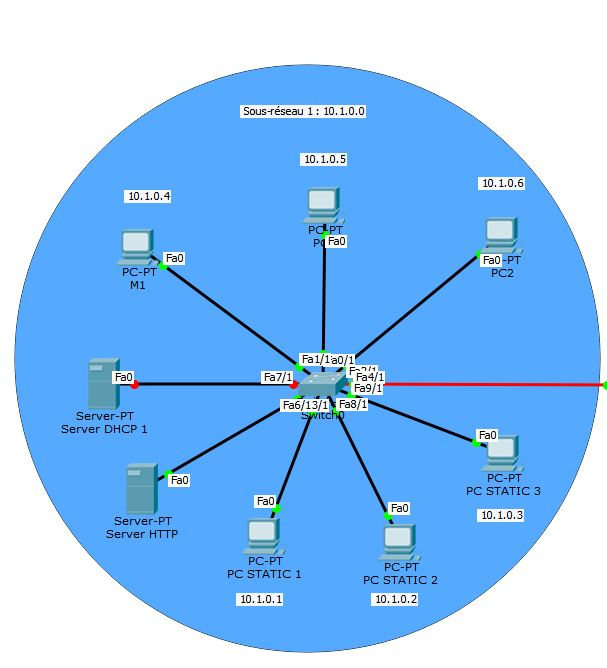 Sous-réseau 1 : 10.1.0.0
10.1.0.5
10.1.0.6
10.1.0.4
PC-PT
Fa0
PC-PT
PC2
Fa0
Fa0
PC-PT
M1
Fa0
Fa1/1
Fa4/1
Fa9/1
Fa7/1
Fa0
Fa8/1
Switch0
Server-PT
Server DHCP 1
Fa0
PC-PT
PC STATIC 3
10.1.0.3
Fa0
Server-PT
Server HTTP
Fa0
PC-PT
PC STATIC 1
10.1.0.1
Fa0
PC-PT
PC STATIC 2
10.1.0.2